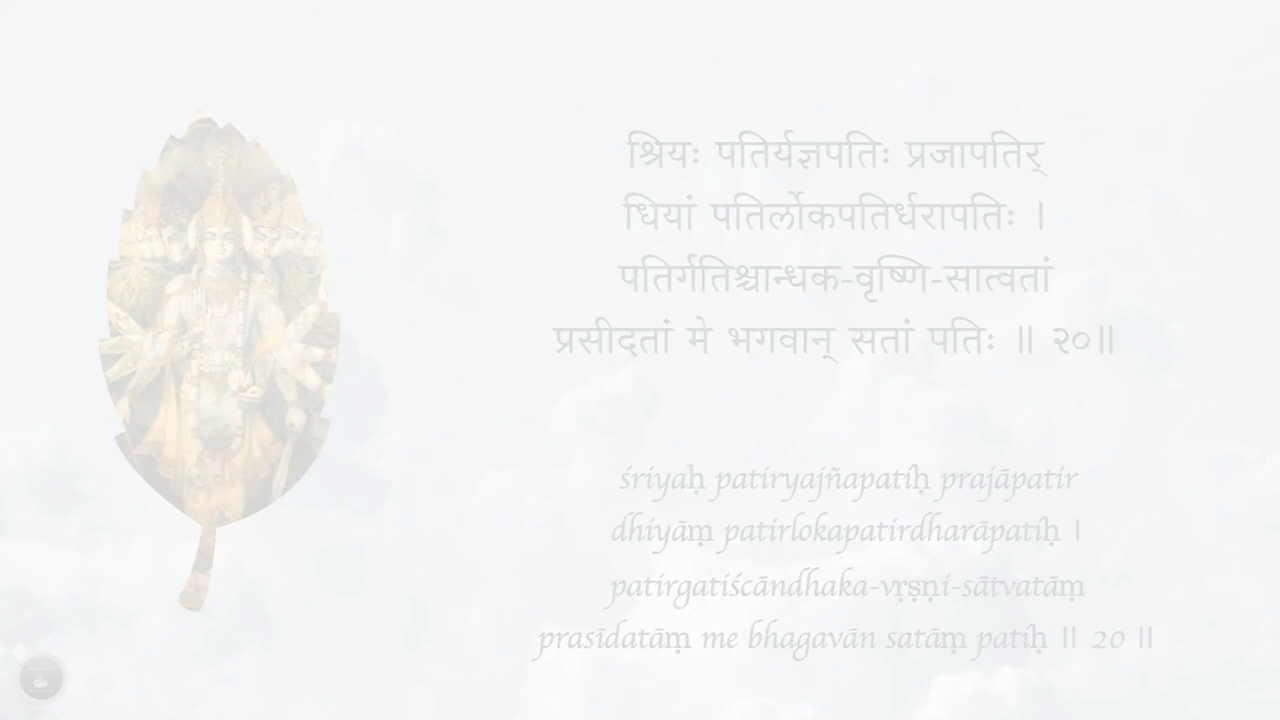 श्रियः पतिर्यज्ञपतिः प्रजापतिर्
धियां पतिर्लोकपतिर्धरापतिः ।
पतिर्गतिश्चान्धक-वृष्णि-सात्वतां
प्रसीदतां मे भगवान् सतां पतिः ॥ २०॥
śriyaḥ patiryajñapatiḥ prajāpatir
dhiyāṃ patirlokapatirdharāpatiḥ ।
patirgatiścāndhaka-vṛṣṇi-sātvatāṃ
prasīdatāṃ me bhagavān satāṃ patiḥ ॥ 20 ॥